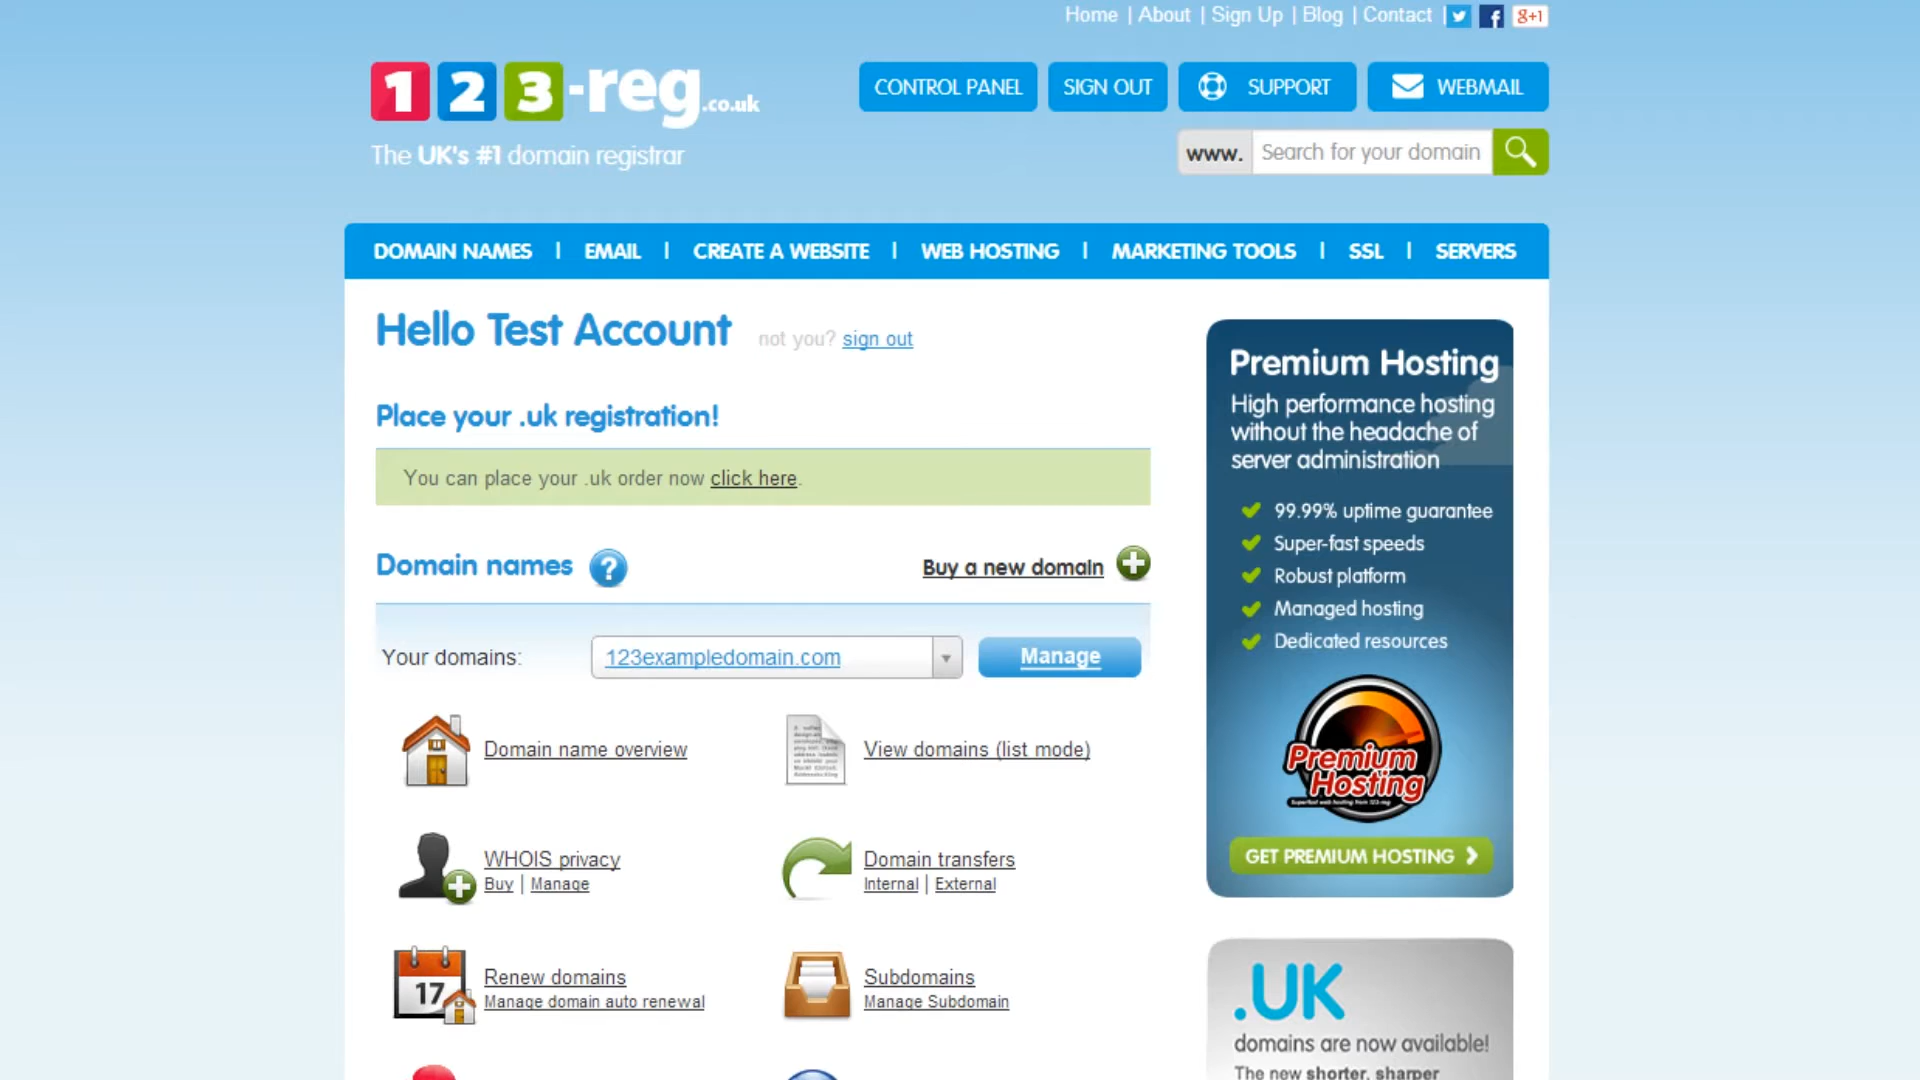 Home | About | Sign Up | Blog | Contact | g+1
123-reg.co.uk
The UK's #1 domain registrar
CONTROL PANEL
SIGN OUT
SUPPORT
WEBMAIL
www. Search for your domain
DOMAIN NAMES | EMAIL | CREATE A WEBSITE | WEB HOSTING | MARKETING TOOLS | SSL | SERVERS
Hello Test Account not you? sign out
Place your .uk registration!
You can place your .uk order now click here.
Domain names ? Buy a new domain
Your domains: 123exampledomain.com Manage
Domain name overview
View domains (list mode)
WHOIS privacy
Buy | Manage
Domain transfers
Internal | External
17
Renew domains
Manage domain auto renewal
Subdomains
Manage Subdomain
Premium Hosting
High performance hosting
without the headache of
server administration
99.99% uptime guarantee
Super-fast speeds
Robust platform
Managed hosting
Dedicated resources
Premium
Hosting
Superfast web hosting from 123-reg
GET PREMIUM HOSTING
.UK
domains are now available!
The new shorter, sharper